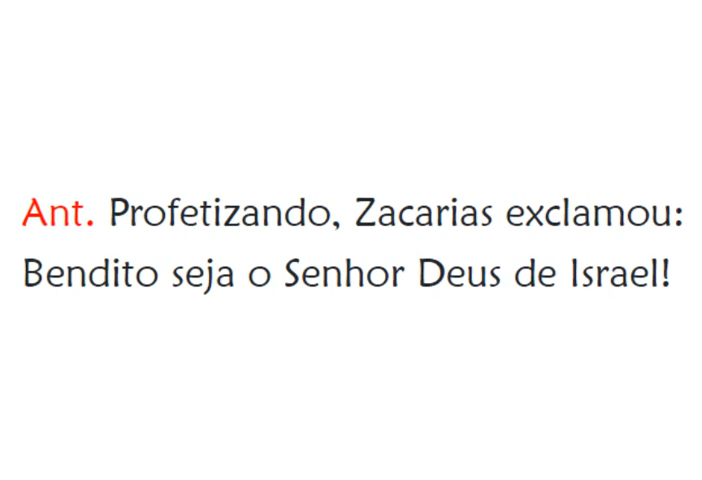 Ant. Profetizando, Zacarias exclamou:
Bendito seja o Senhor Deus de Israel!